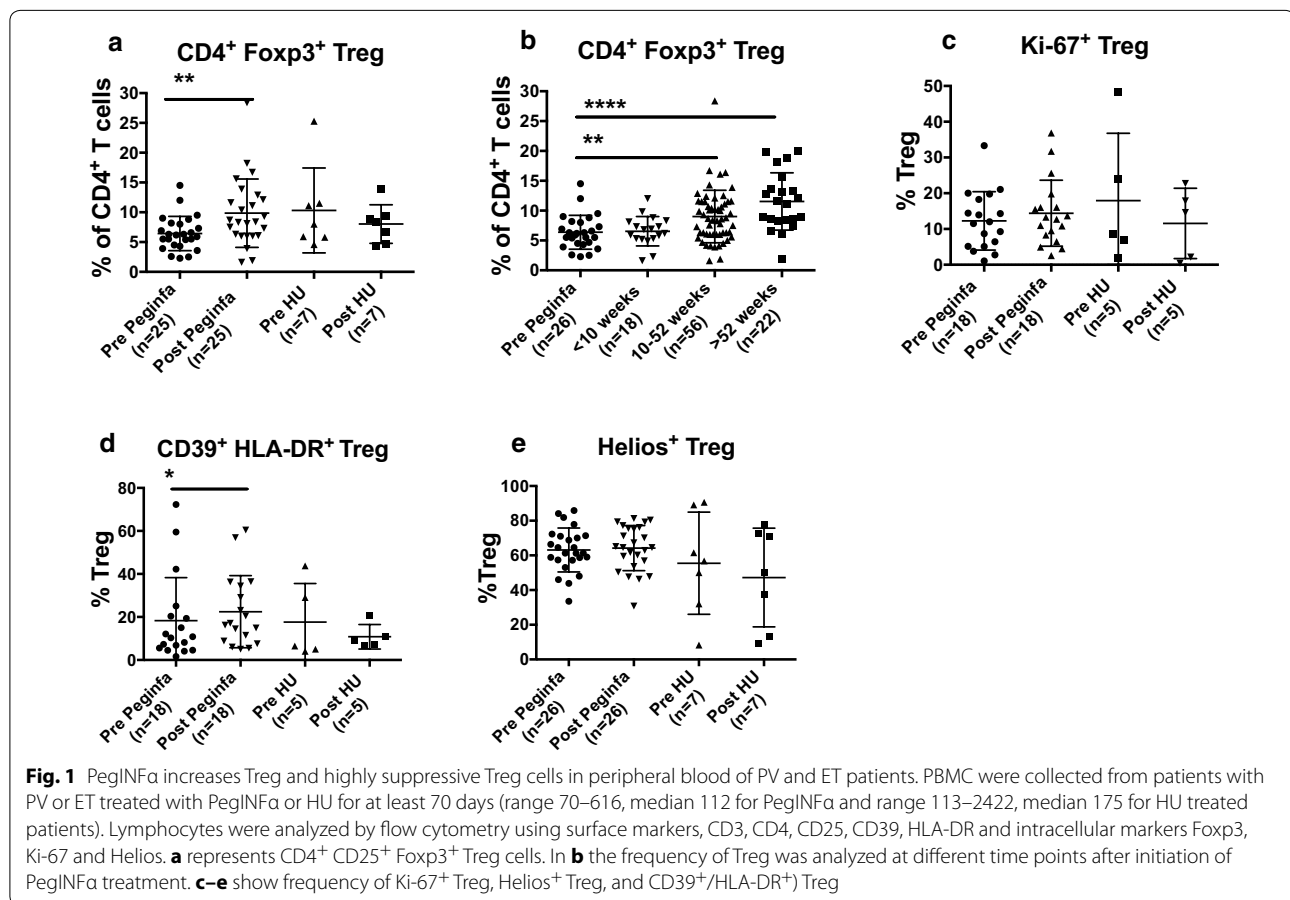 a
CD4+ Foxp3+ Treg
**
% of CD4+ T cells
30
25
20
15
10
5
0
Pre Peginfa
(n=25)
Post Peginfa
(n=25)
Pre HU
(n=7)
Post HU
(n=7)
b
CD4+ Foxp3+ Treg
****
**
% of CD4+ T cells
30
25
20
15
10
5
0
Pre Peginfa
(n=26)
<10 weeks
(n=18)
10-52 weeks
(n=56)
>52 weeks
(n=22)
c
Ki-67+ Treg
% Treg
50
40
30
20
10
0
Pre Peginfa
(n=18)
Post Peginfa
(n=18)
Pre HU
(n=5)
Post HU
(n=5)
d
CD39+ HLA-DR+ Treg
*
% Treg
80
60
40
20
0
Pre Peginfa
(n=18)
Post Peginfa
(n=18)
Pre HU
(n=5)
Post HU
(n=5)
e
Helios+ Treg
%Treg
100
80
60
40
20
0
Pre Peginfa
(n=26)
Post Peginfa
(n=26)
Pre HU
(n=7)
Post HU
(n=7)
Fig. 1 PegINFα increases Treg and highly suppressive Treg cells in peripheral blood of PV and ET patients. PBMC were collected from patients with
PV or ET treated with PegINFα or HU for at least 70 days (range 70–616, median 112 for PegINFα and range 113–2422, median 175 for HU treated
patients). Lymphocytes were analyzed by flow cytometry using surface markers, CD3, CD4, CD25, CD39, HLA-DR and intracellular markers Foxp3,
Ki-67 and Helios. a represents CD4+ CD25+ Foxp3+ Treg cells. In b the frequency of Treg was analyzed at different time points after initiation of
PegINFα treatment. c–e show frequency of Ki-67+ Treg, Helios+ Treg, and CD39+/HLA-DR+) Treg